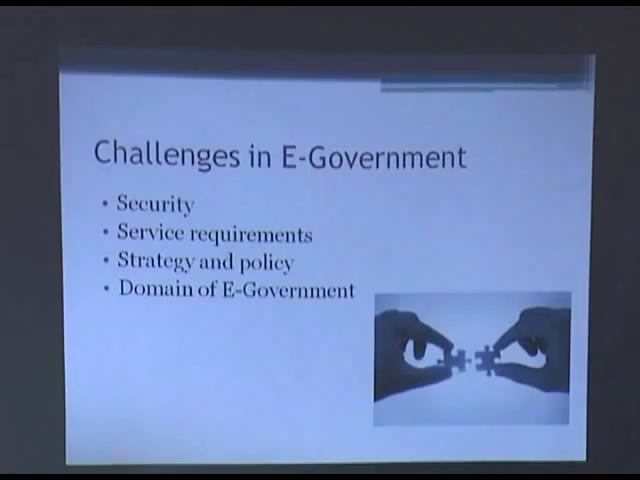 Challenges in E-Government
• Security
• Service requirements
• Strategy and policy
• Domain of E-Government